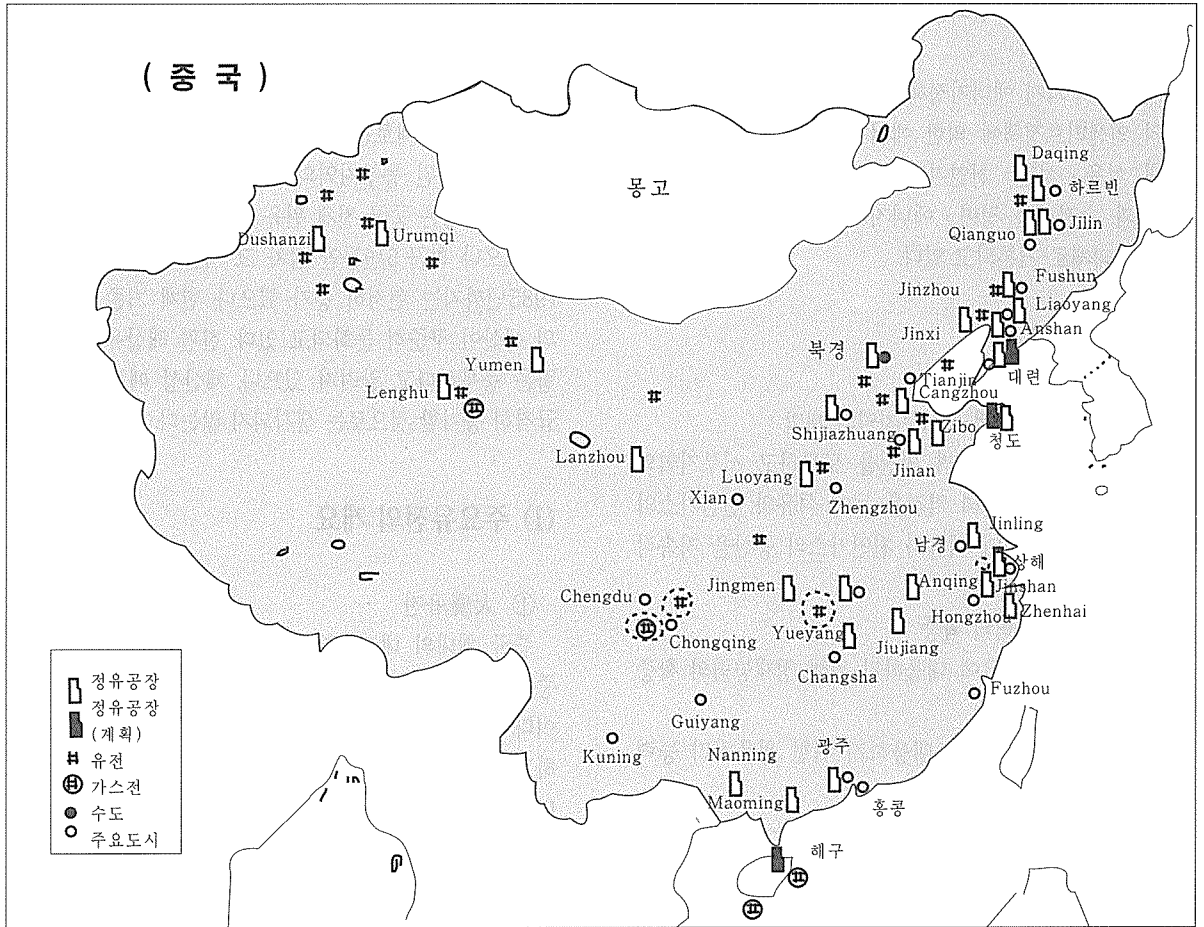 ( 중 국 )
몽고
Daqing
하르빈
Qianguo
Jilin
Dushanzi
Urumqi
Fushun
Jinzhou
Liaoyang
Jinxi
Anshan
북경
대련
Yumen
Tianjin
Lenghu
Cangzhou
Shijiazhuang
Zibo
청도
Lanzhou
Jinan
Luoyang
Xian
Zhengzhou
Jinling
남경
상해
Jingmen
Anqing
Jinshan
Chengdu
Hongzhou
Zhenhai
Chongqing
Yueyang
Jiujiang
Changsha
Fuzhou
Guiyang
Kuning
Nanning
광주
Maoming
홍콩
해구
정유공장
정유공장
(계획)
유전
가스전
수도
주요도시